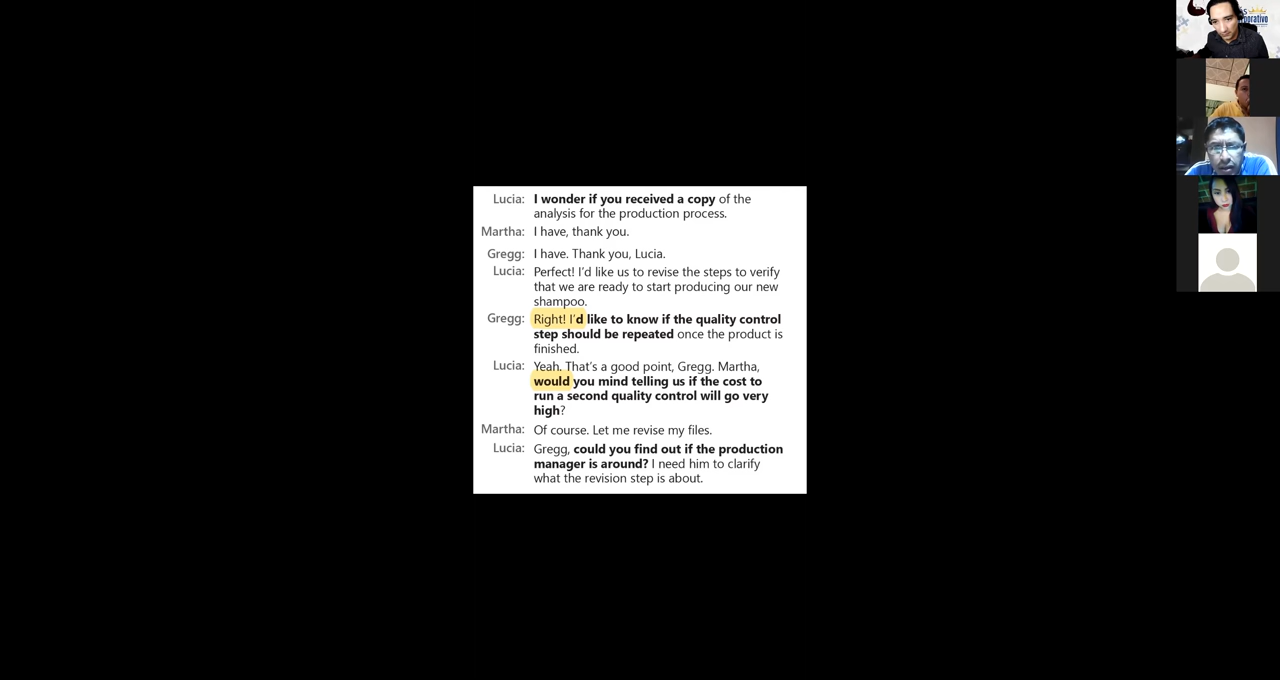 Lucia: I wonder if you received a copy of the
analysis for the production process.
Martha: I have, thank you.
Gregg: I have. Thank you, Lucia.
Lucia: Perfect! I'd like us to revise the steps to verify
that we are ready to start producing our new
shampoo.
Gregg: Right! I'd like to know if the quality control
step should be repeated once the product is
finished.
Lucia: Yeah. That's a good point, Gregg. Martha,
would you mind telling us if the cost to
run a second quality control will go very
high?
Martha: Of course. Let me revise my files.
Lucia: Gregg, could you find out if the production
manager is around? I need him to clarify
what the revision step is about.